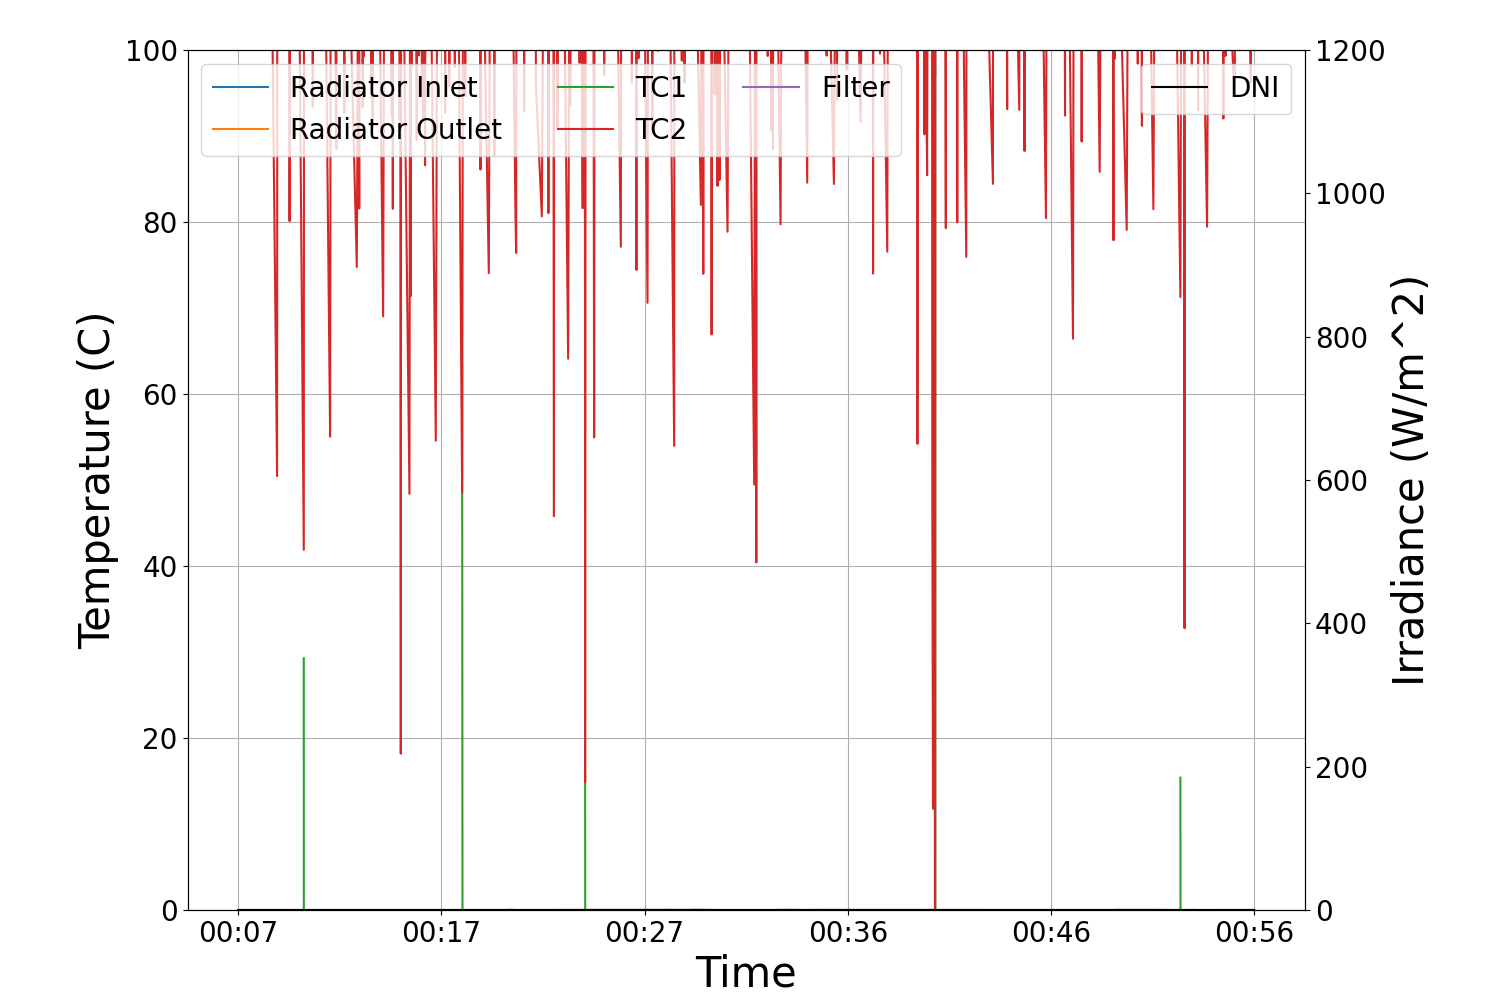 100
80
60
40
20
0
Temperature (C)
Radiator Inlet
Radiator Outlet
TC1
TC2
Filter
DNI
1200
1000
800
600
400
200
0
Irradiance (W/m^2)
00:07
00:17
00:27
00:36
00:46
00:56
Time